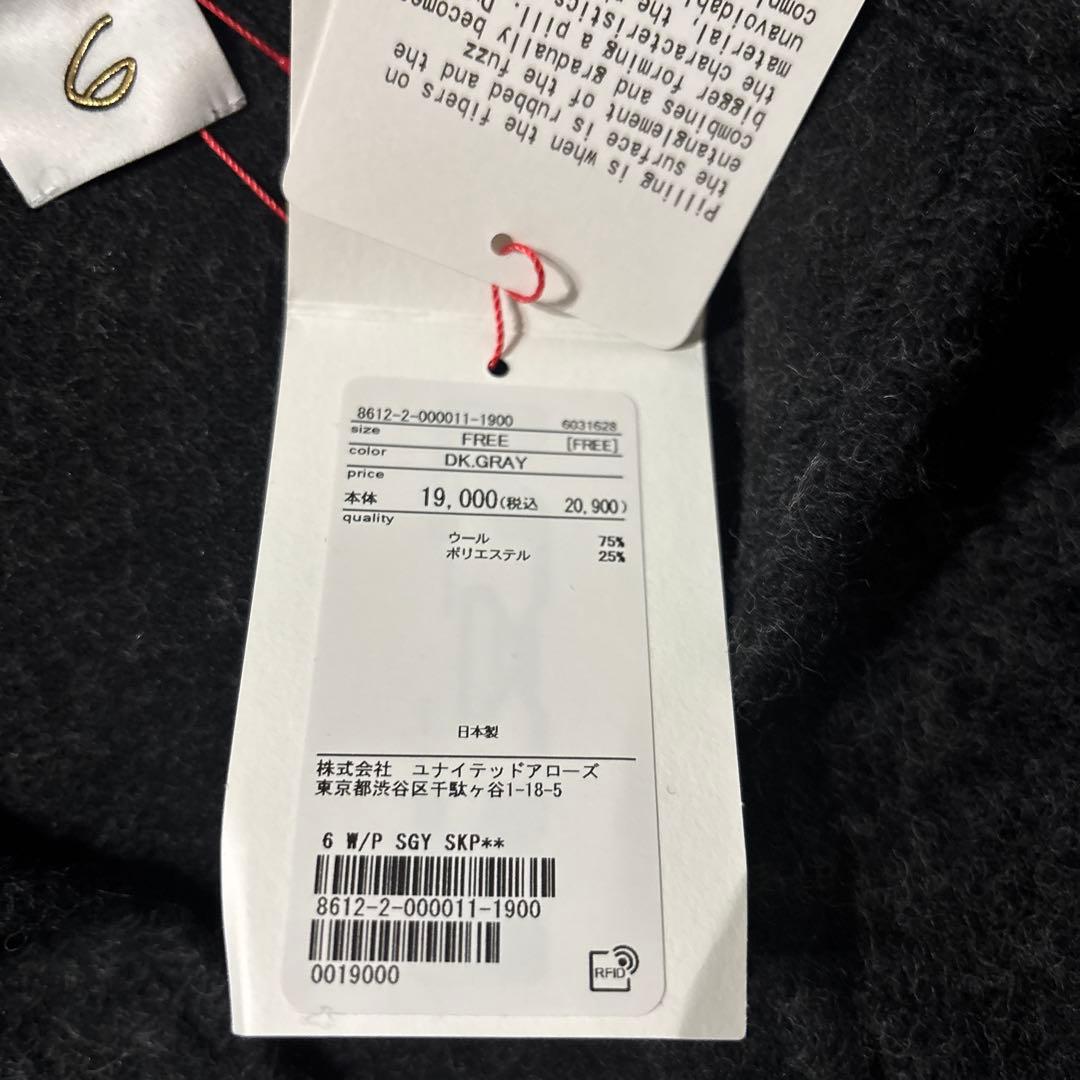 6
Pilling is when the fibers on
the surface is rubbed and the
entanglement of the fuzz
combines and gradually
bigger forming a pill.
the characteristics
material.
unavoidable
8612-2-000011-1900 6031628
size FREE [FREE]
color DK.GRAY
price
本体 19,000(税込 20,900)
quality
ウール 75%
ポリエステル 25%
日本製
株式会社 ユナイテッドアローズ
東京都渋谷区千駄ヶ谷1-18-5
6 W/P SGY SKP**
8612-2-000011-1900
0019000
RFID